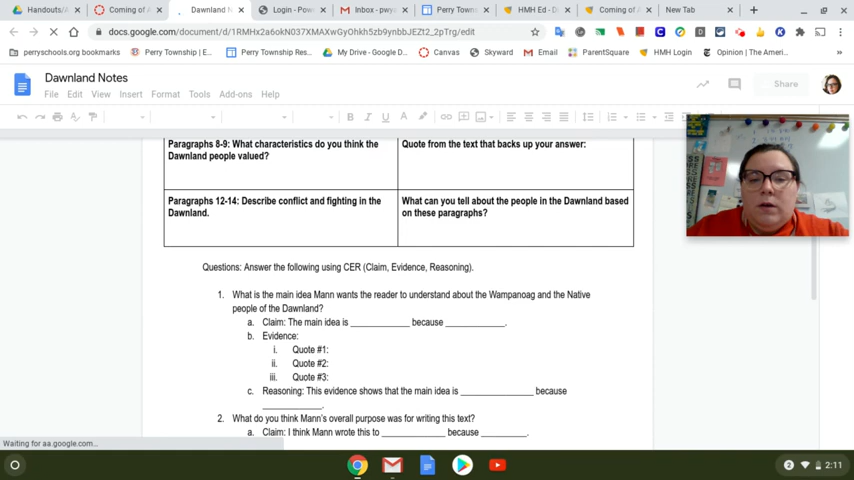 Handouts/A
Coming of A
Dawnland N
Login - Pow
Inbox - pwy
Perry Town
HMH Ed - D
Coming of A
New Tab
docs.google.com/document/d/1RMHx2a6okN037XMAXwGyOhkh5zb9ynbbJEZt2_2pTrg/edit
perryschools.org bookmarks
Perry Township | E...
Perry Township Res...
My Drive - Google D...
Canvas
Skyward
Email
ParentSquare
HMH Login
Opinion | The Ameri...
Dawnland Notes
File Edit View Insert Format Tools Add-ons Help
Share
Paragraphs 8-9: What characteristics do you think the
Dawnland people valued?
Quote from the text that backs up your answer:
Paragraphs 12-14: Describe conflict and fighting in the
Dawnland.
What can you tell about the people in the Dawnland based
on these paragraphs?
Questions: Answer the following using CER (Claim, Evidence, Reasoning).
1. What is the main idea Mann wants the reader to understand about the Wampanoag and the Native
people of the Dawnland?
a. Claim: The main idea is ____________ because ____________.
b. Evidence:
i. Quote #1:
ii. Quote #2:
iii. Quote #3:
c. Reasoning: This evidence shows that the main idea is ______________ because
____________.
2. What do you think Mann's overall purpose was for writing this text?
a. Claim: I think Mann wrote this to ____________ because _________.
Waiting for aa.google.com...
2
2:11